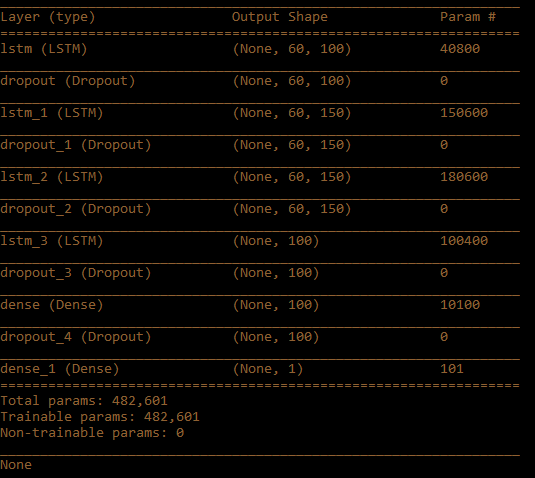 Layer (type) Output Shape Param #
lstm (LSTM) (None, 60, 100) 40800
dropout (Dropout) (None, 60, 100) 0
lstm_1 (LSTM) (None, 60, 150) 150600
dropout_1 (Dropout) (None, 60, 150) 0
lstm_2 (LSTM) (None, 60, 150) 180600
dropout_2 (Dropout) (None, 60, 150) 0
lstm_3 (LSTM) (None, 100) 100400
dropout_3 (Dropout) (None, 100) 0
dense (Dense) (None, 100) 10100
dropout_4 (Dropout) (None, 100) 0
dense_1 (Dense) (None, 1) 101
Total params: 482,601
Trainable params: 482,601
Non-trainable params: 0
None